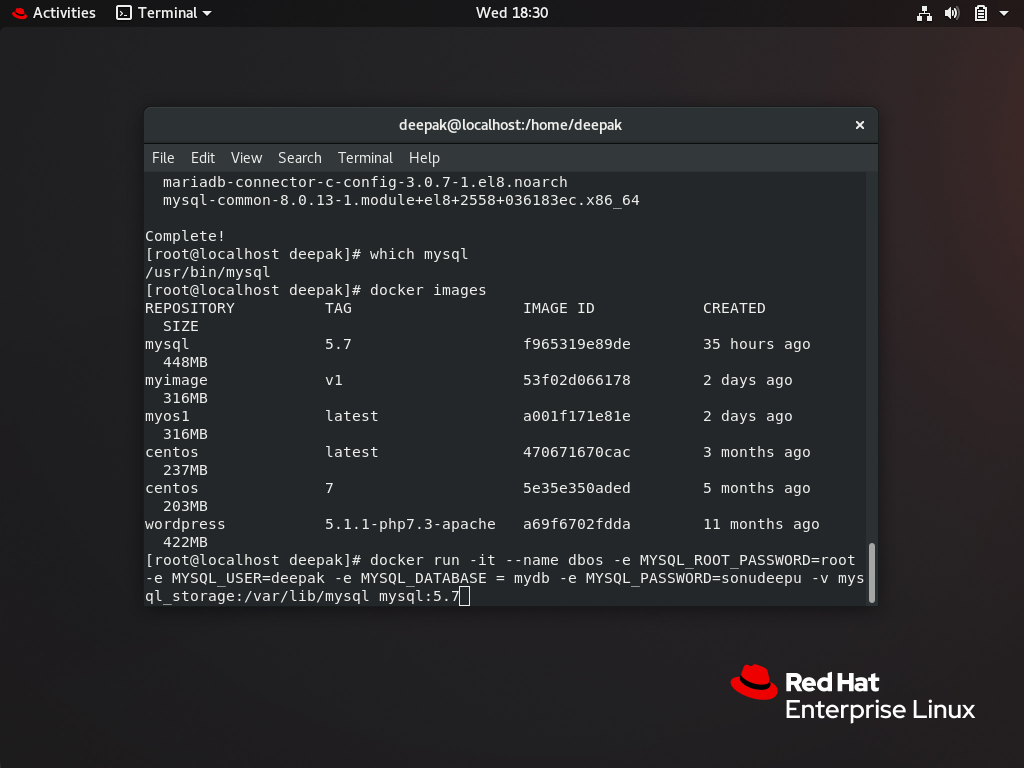 Activities Terminal Wed 18:30
deepak@localhost:/home/deepak ×
File Edit View Search Terminal Help
mariadb-connector-c-config-3.0.7-1.el8.noarch
mysql-common-8.0.13-1.module+el8+2558+036183ec.x86_64
Complete!
[root@localhost deepak]# which mysql
/usr/bin/mysql
[root@localhost deepak]# docker images
REPOSITORY TAG IMAGE ID CREATED
SIZE
mysql 5.7 f965319e89de 35 hours ago
448MB
myimage v1 53f02d066178 2 days ago
316MB
myos1 latest a001f171e81e 2 days ago
316MB
centos latest 470671670cac 3 months ago
237MB
centos 7 5e35e350aded 5 months ago
203MB
wordpress 5.1.1-php7.3-apache a69f6702fdda 11 months ago
422MB
[root@localhost deepak]# docker run -it --name dbos -e MYSQL_ROOT_PASSWORD=root
-e MYSQL_USER=deepak -e MYSQL_DATABASE = mydb -e MYSQL_PASSWORD=sonudeepu -v mys
ql_storage:/var/lib/mysql mysql:5.7
Red Hat
Enterprise Linux